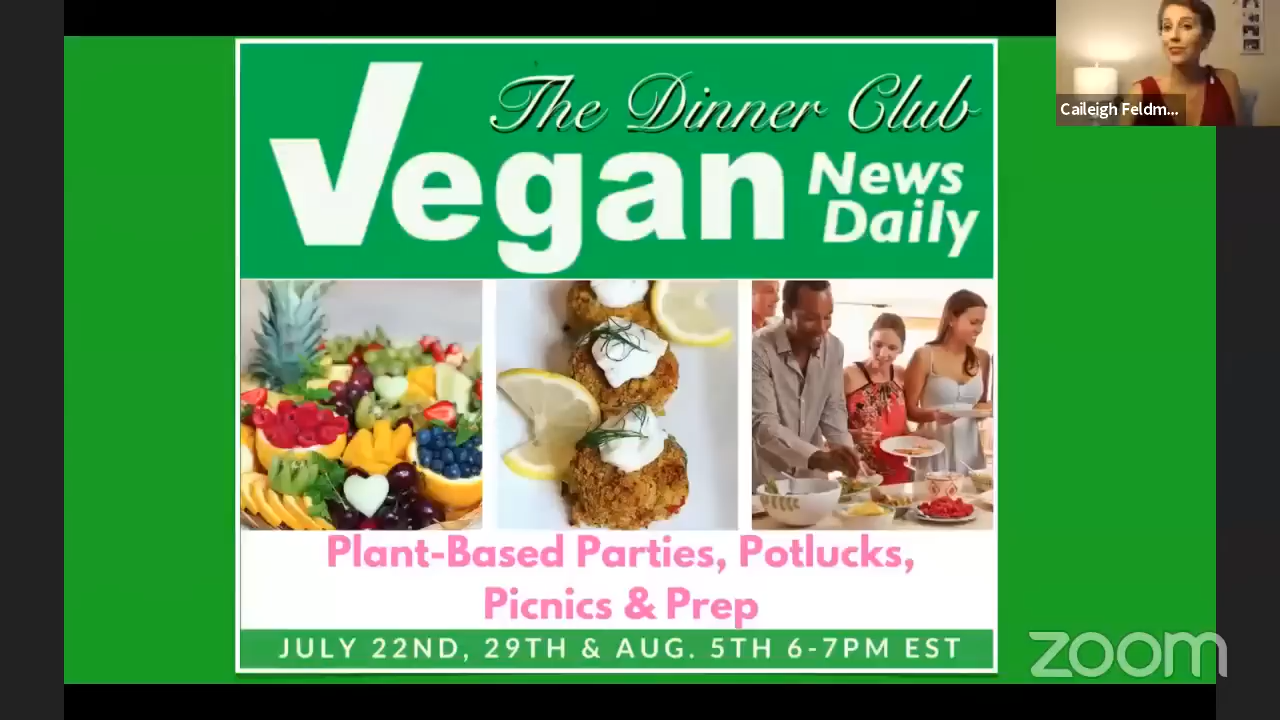 The Dinner Club
Vegan News Daily
Plant-Based Parties, Potlucks,
Picnics & Prep
JULY 22ND, 29TH & AUG. 5TH 6-7PM EST
Caileigh Feldm...
zoom